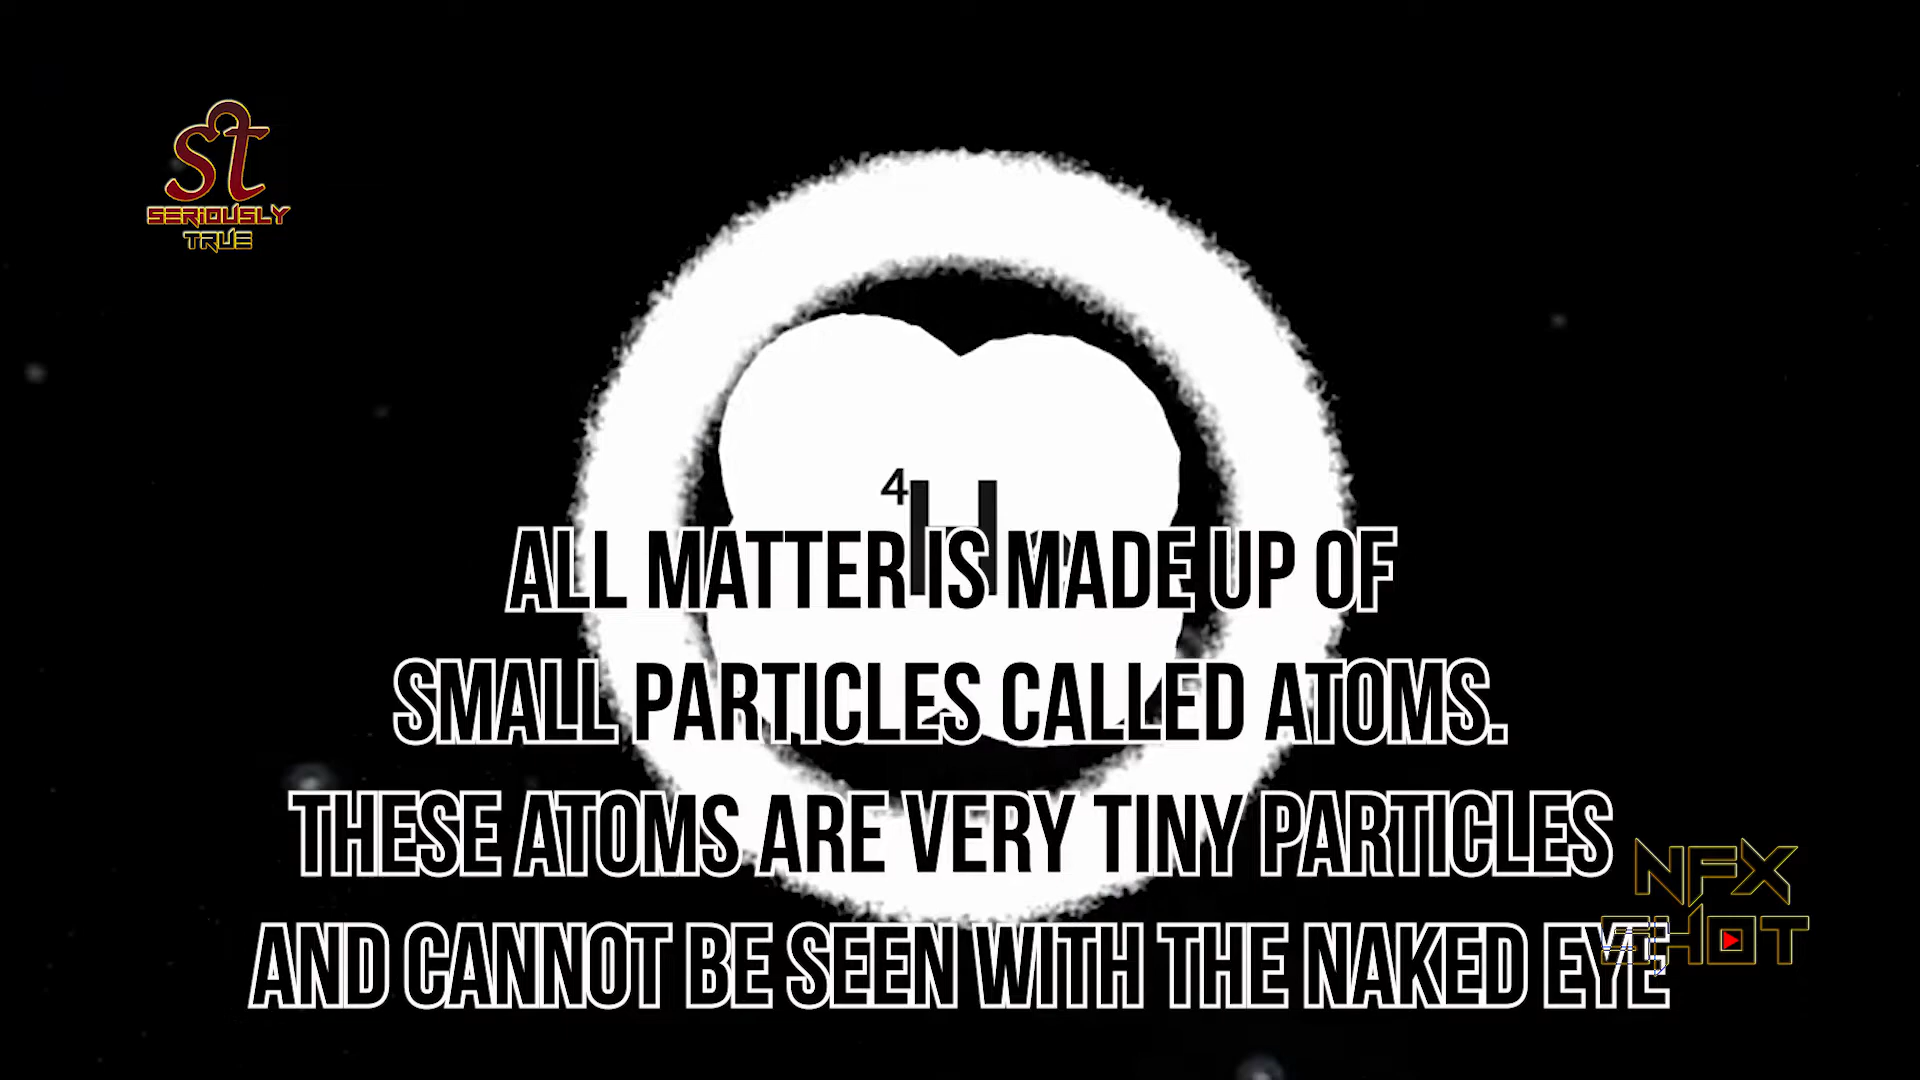 st
SERIOUSLY
TRUE
4H
ALL MATTER IS MADE UP OF
SMALL PARTICLES CALLED ATOMS.
THESE ATOMS ARE VERY TINY PARTICLES
AND CANNOT BE SEEN WITH THE NAKED EYE
NFX
SHOT